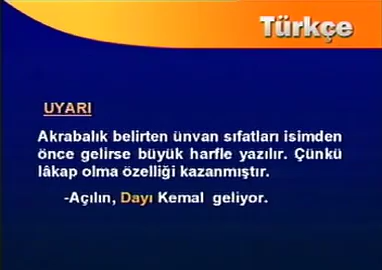 Türkçe
UYARI
Akrabalık belirten ünvan sıfatları isimden
önce gelirse büyük harfle yazılır. Çünkü
lâkap olma özelliği kazanmıştır.
-Açılın, Dayı Kemal geliyor.